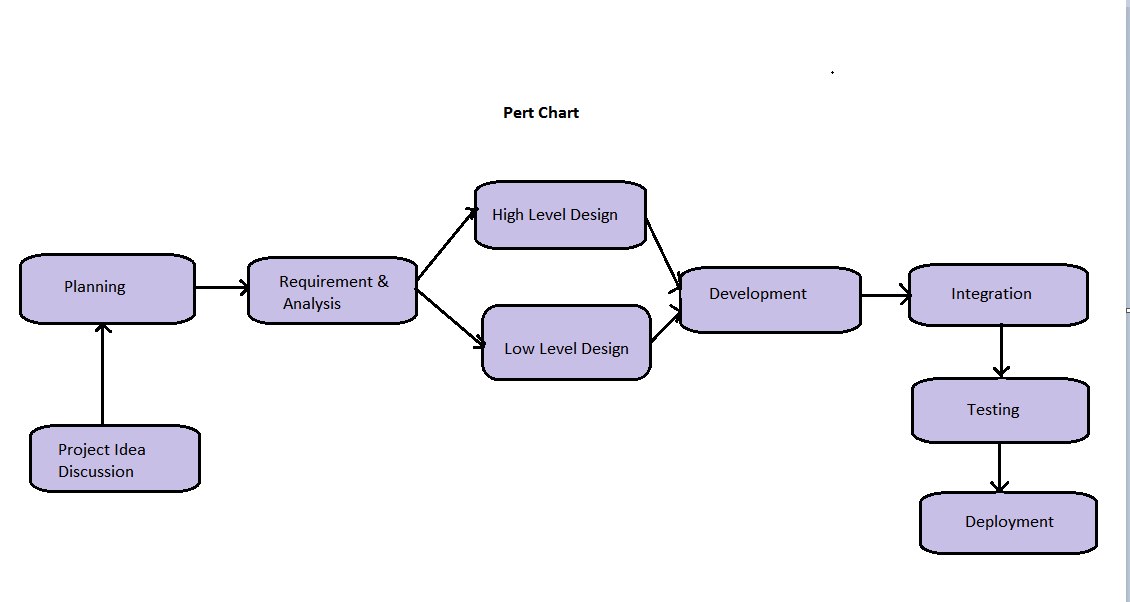 Pert Chart
High Level Design
Planning
Requirement &
Analysis
Development
Integration
Low Level Design
Testing
Project Idea
Discussion
Deployment